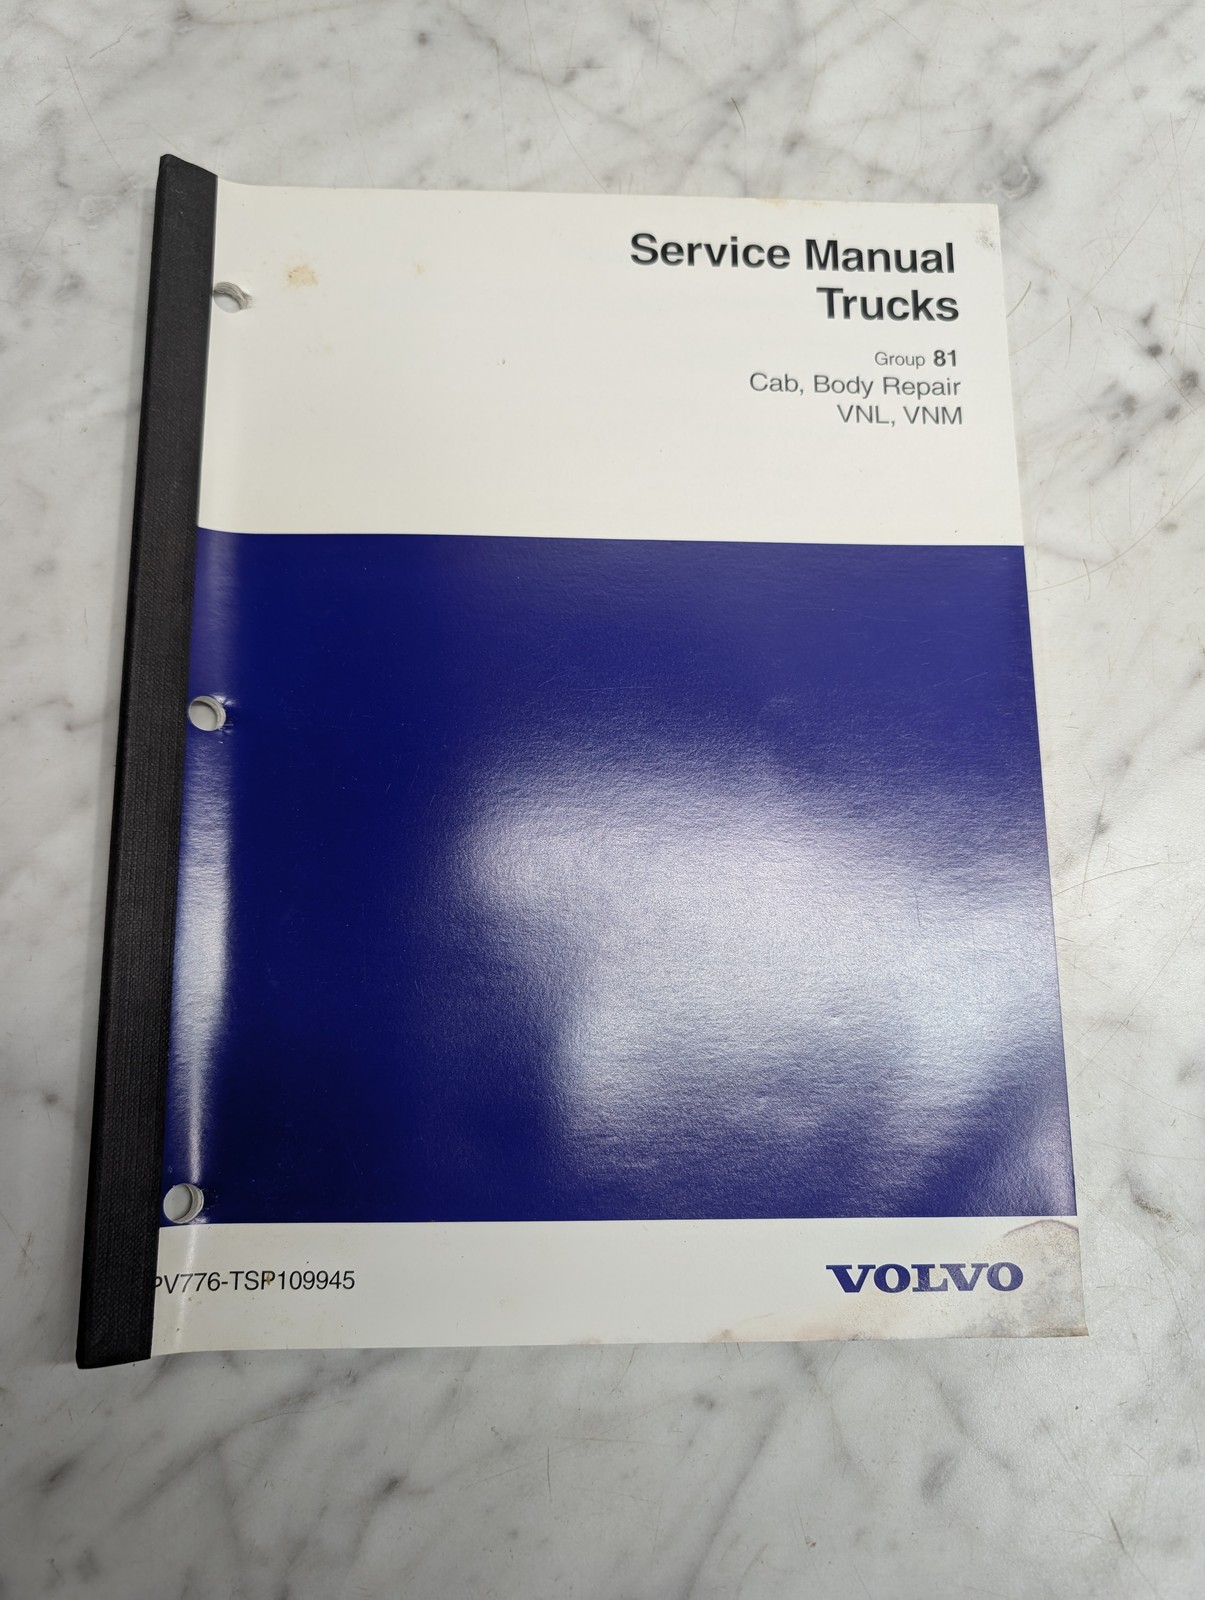 Service Manual
Trucks
Group 81
Cab, Body Repair
VNL, VNM
PV776-TSP109945
VOLVO